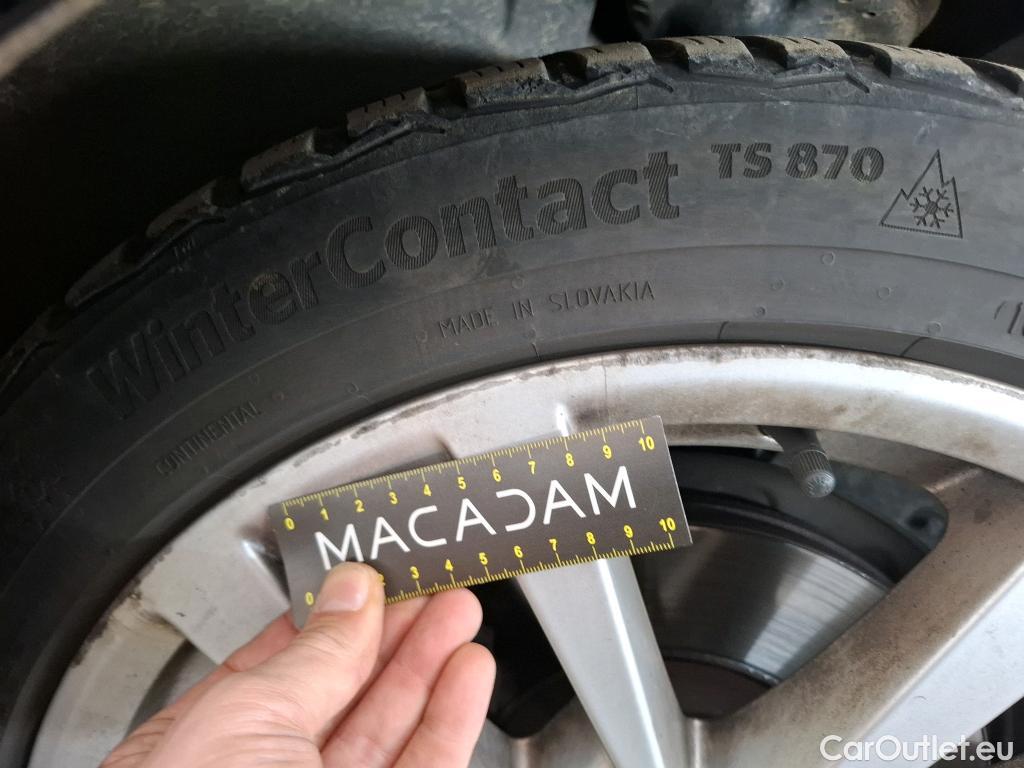 WinterContact TS 870
TM
MADE IN SLOVAKIA
CONTINENTAL
0 1 2 3 4 5 6 7 8 9 10
MACADAM
0 2 3 4 5 6 7 8 9 10
CarOutlet.eu